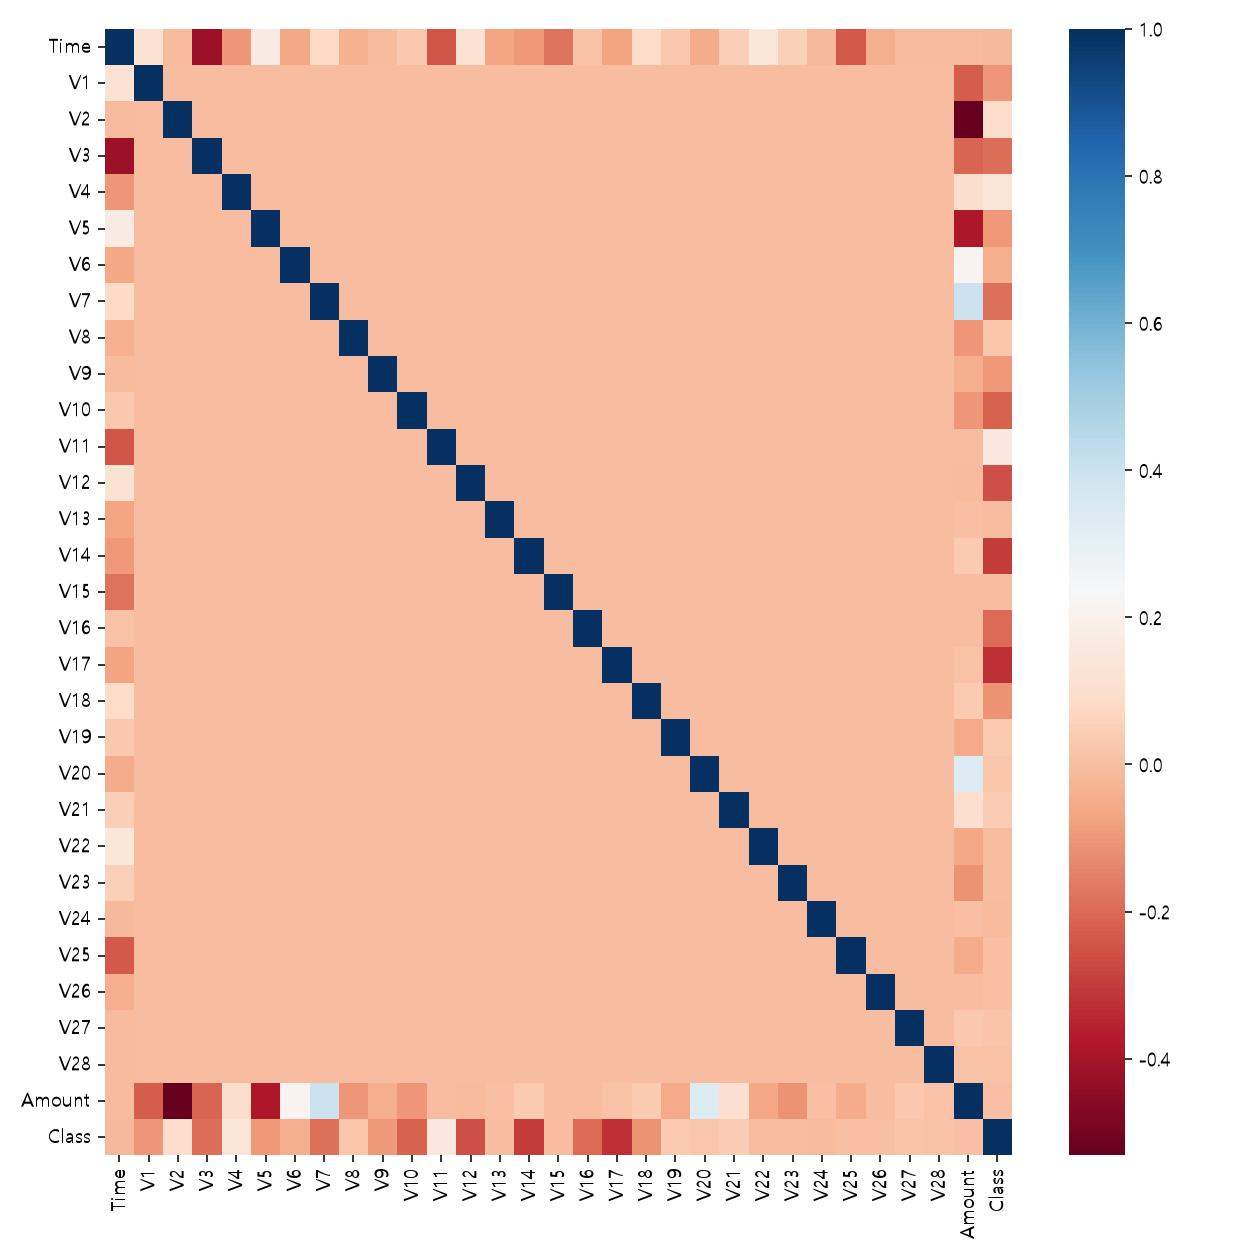 Time
V1
V2
V3
V4
V5
V6
V7
V8
V9
V10
V11
V12
V13
V14
V15
V16
V17
V18
V19
V20
V21
V22
V23
V24
V25
V26
V27
V28
Amount
Class
Time V1 V2 V3 V4 V5 V6 V7 V8 V9 V10 V11 V12 V13 V14 V15 V16 V17 V18 V19 V20 V21 V22 V23 V24 V25 V26 V27 V28 Amount Class
1.0
0.8
0.6
0.4
0.2
0.0
-0.2
-0.4